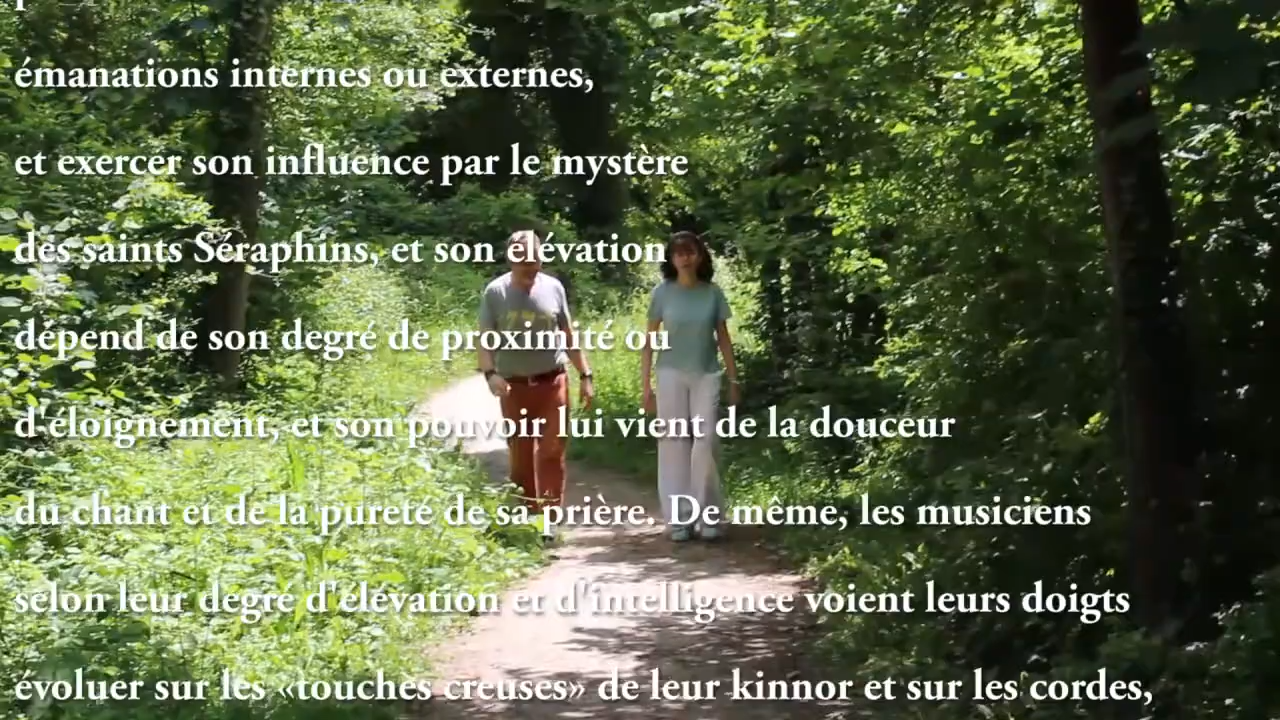 émanations internes ou externes,
et exercer son influence par le mystère
des saints Séraphins, et son élévation
dépend de son degré de proximité ou
d'éloignement, et son pouvoir lui vient de la douceur
du chant et de la pureté de sa prière. De même, les musiciens
selon leur degré d'élévation et d'intelligence voient leurs doigts
évoluer sur les «touches creuses» de leur kinnor et sur les cordes,